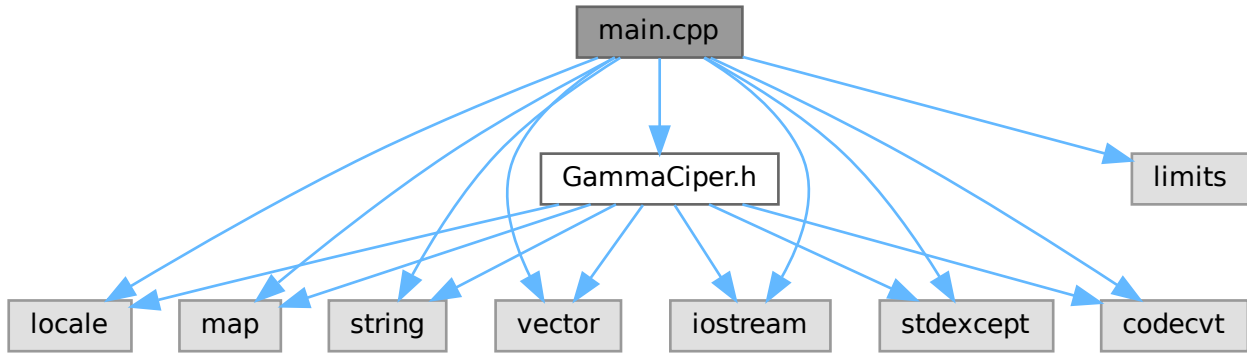 main.cpp
GammaCiper.h
limits
locale
map
string
vector
iostream
stdexcept
codecvt